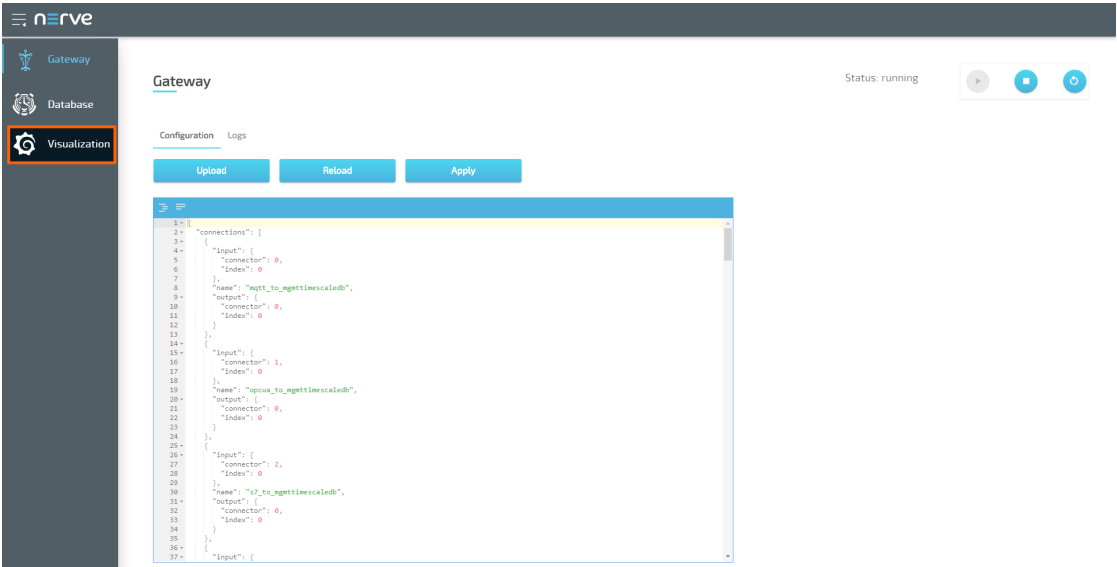 nerve
Gateway
Database
Visualization
Gateway
Status: running
Configuration Logs
Upload Reload Apply
1 {
2 "connections": [
3 {
4 "input": {
5 "connector": 0,
6 "index": 0
7 },
8 "name": "mqtt_to_mgmttimescaledb",
9 "output": {
10 "connector": 0,
11 "index": 0
12 }
13 },
14 {
15 "input": {
16 "connector": 1,
17 "index": 0
18 },
19 "name": "opcua_to_mgmttimescaledb",
20 "output": {
21 "connector": 0,
22 "index": 0
23 }
24 },
25 {
26 "input": {
27 "connector": 2,
28 "index": 0
29 },
30 "name": "s7_to_mgmttimescaledb",
31 "output": {
32 "connector": 0,
33 "index": 0
34 }
35 },
36 {
37 "input": {